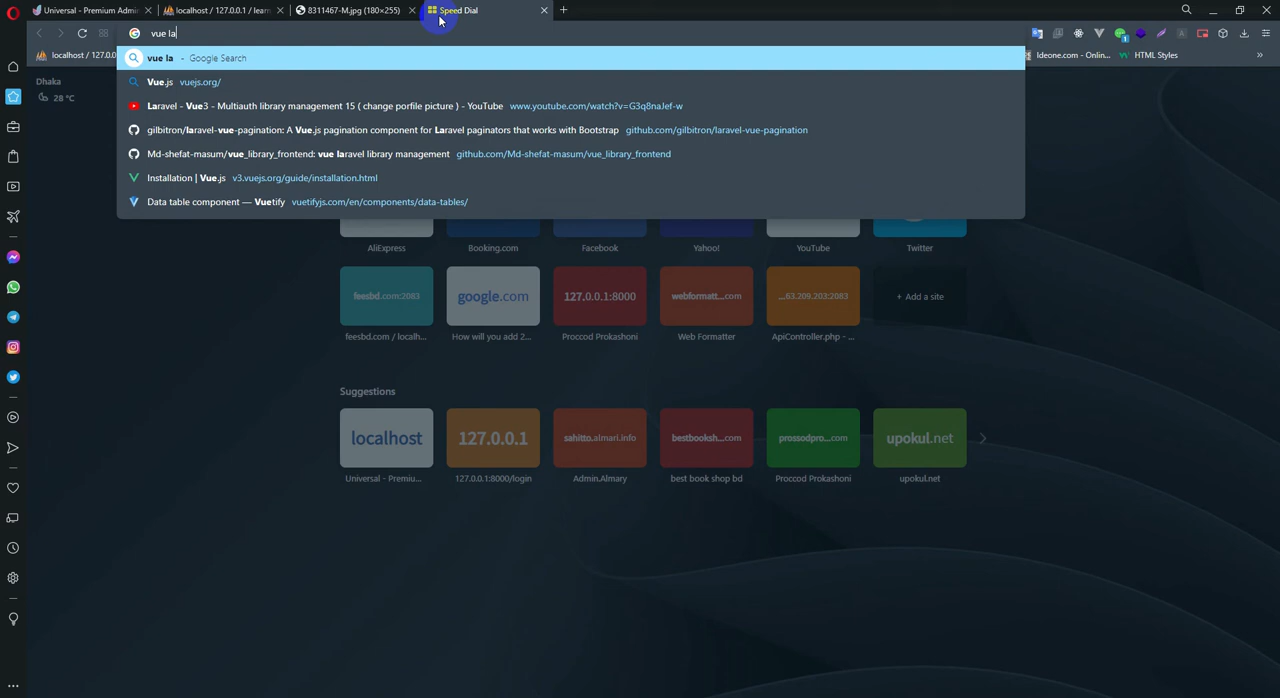 Universal - Premium Admi
localhost / 127.0.0.1 / learn
8311467-M.jpg (180×255)
Speed Dial
vue la
localhost / 127.0.0
Ideone.com - Onlin...
HTML Styles
vue la - Google Search
Vue.js vuejs.org/
Laravel - Vue3 - Multiauth library management 15 ( change porfile picture ) - YouTube www.youtube.com/watch?v=G3q8naJef-w
gilbitron/laravel-vue-pagination: A Vue.js pagination component for Laravel paginators that works with Bootstrap github.com/gilbitron/laravel-vue-pagination
Md-shefat-masum/vue_library_frontend: vue laravel library management github.com/Md-shefat-masum/vue_library_frontend
Installation | Vue.js v3.vuejs.org/guide/installation.html
Data table component — Vuetify vuetifyjs.com/en/components/data-tables/
Dhaka
28 °C
AliExpress
Booking.com
Facebook
Yahoo!
YouTube
Twitter
feesbd.com:2083
google.com
127.0.0.1:8000
webformatt...com
...63.209.203:2083
+ Add a site
feesbd.com / localh...
How will you add 2...
Proccod Prokashoni
Web Formatter
ApiController.php - ...
Suggestions
localhost
127.0.0.1
sahitto.almari.info
bestbooksh...com
prossodpro...com
upokul.net
Universal - Premiu...
127.0.0.1:8000/login
Admin.Almary
best book shop bd
Proccod Prokashoni
upokul.net